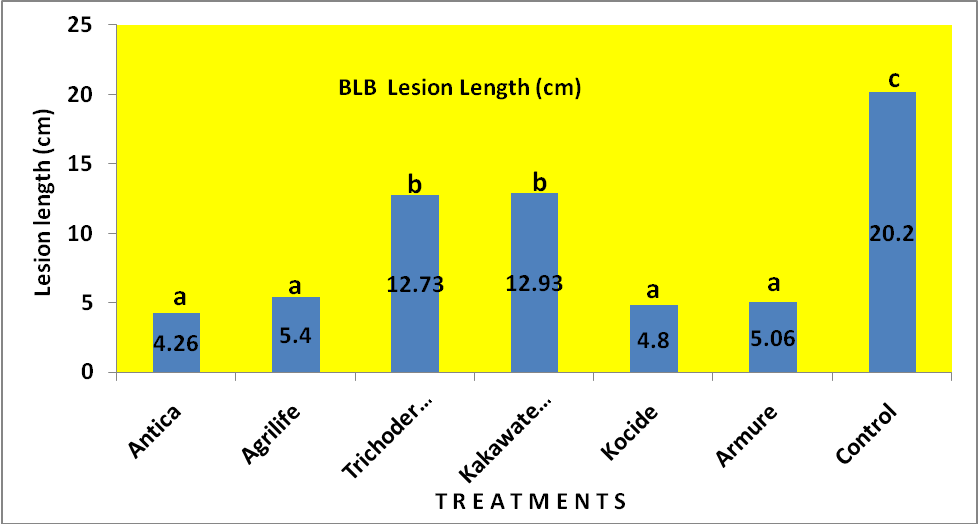 BLB Lesion Length (cm)
Lesion length (cm)
25
20
15
10
5
0
a
a
b
b
a
a
c
4.26
5.4
12.73
12.93
4.8
5.06
20.2
Antica
Agrilife
Trichoder...
Kakawate...
Kocide
Armure
Control
T R E A T M E N T S